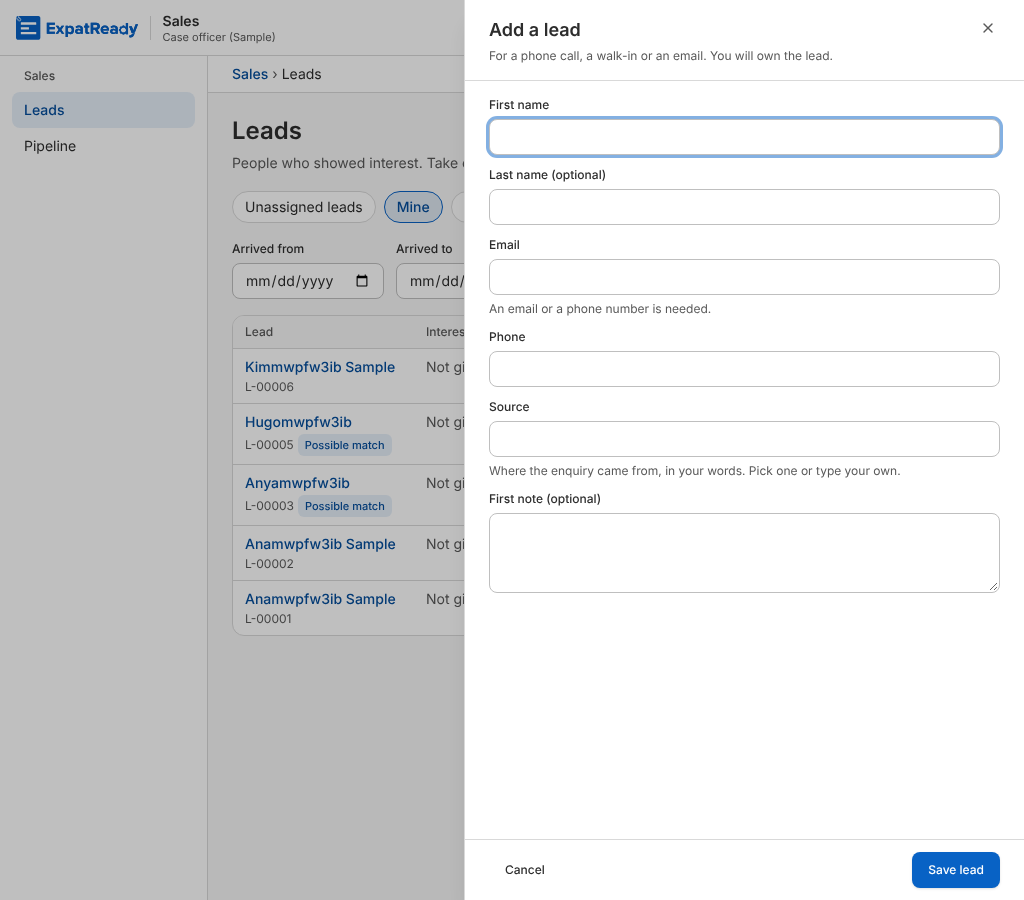 ExpatReady
Sales
Case officer (Sample)
Sales
Leads
Pipeline
Sales › Leads
Leads
People who showed interest. Take
Unassigned leads
Mine
Arrived from
Arrived to
mm/dd/yyyy
mm/dd/
Lead
Kimmwpfw3ib Sample
Not gi
L-00006
Hugomwpfw3ib
Not gi
L-00005 Possible match
Anyamwpfw3ib
Not gi
L-00003 Possible match
Anamwpfw3ib Sample
Not gi
L-00002
Anamwpfw3ib Sample
Not gi
L-00001
Add a lead
For a phone call, a walk-in or an email. You will own the lead.
First name
Last name (optional)
Email
An email or a phone number is needed.
Phone
Source
Where the enquiry came from, in your words. Pick one or type your own.
First note (optional)
Cancel
Save lead